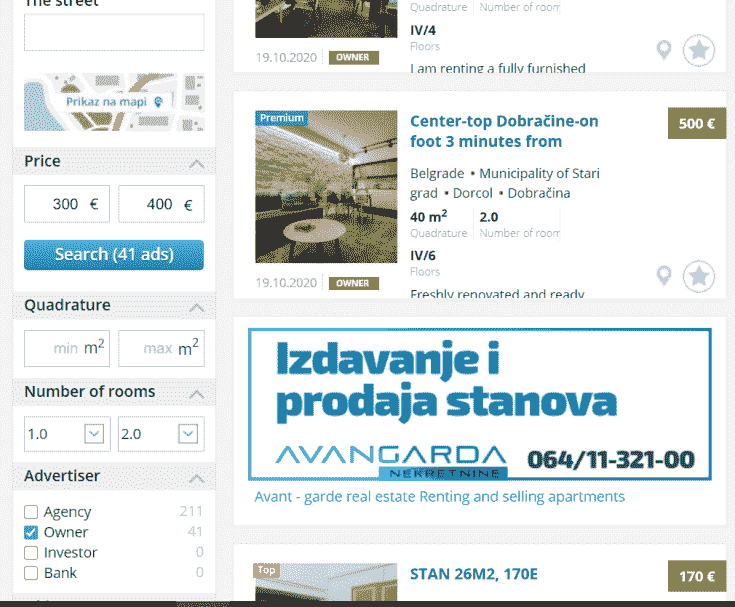 The street
Prikaz na mapi
Price
300 €
400 €
Search (41 ads)
Quadrature
min m²
max m²
Number of rooms
1.0
2.0
Advertiser
Agency 211
Owner 41
Investor 0
Bank 0
Quadrature
Number of room
IV/4
Floors
19.10.2020
OWNER
I am renting a fully furnished
Premium
Center-top Dobračine-on
foot 3 minutes from
500 €
Belgrade • Municipality of Stari
grad • Dorcol • Dobračina
40 m² 2.0
Quadrature Number of room
IV/6
Floors
19.10.2020
OWNER
Freshly renovated and ready
Izdavanje i
prodaja stanova
AVANGARDA
NEKRETNINE
064/11-321-00
Avant - garde real estate Renting and selling apartments
Top
STAN 26M2, 170E
170 €